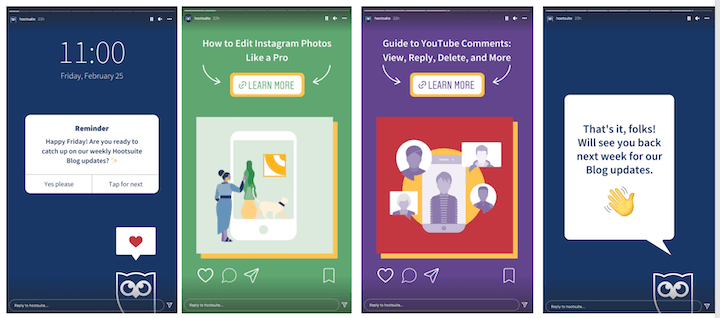 hootsuite 22h
11:00
Friday, February 25
Reminder
Happy Friday! Are you ready to
catch up on our weekly Hootsuite
Blog updates? ✨
Yes please
Tap for next
Reply to hootsuite...
hootsuite 22h
How to Edit Instagram Photos
Like a Pro
LEARN MORE
Reply to hootsuite...
hootsuite 22h
Guide to YouTube Comments:
View, Reply, Delete, and More
LEARN MORE
Reply to hootsuite...
hootsuite 22h
That's it, folks!
Will see you back
next week for our
Blog updates.
👋
Reply to hootsuite...